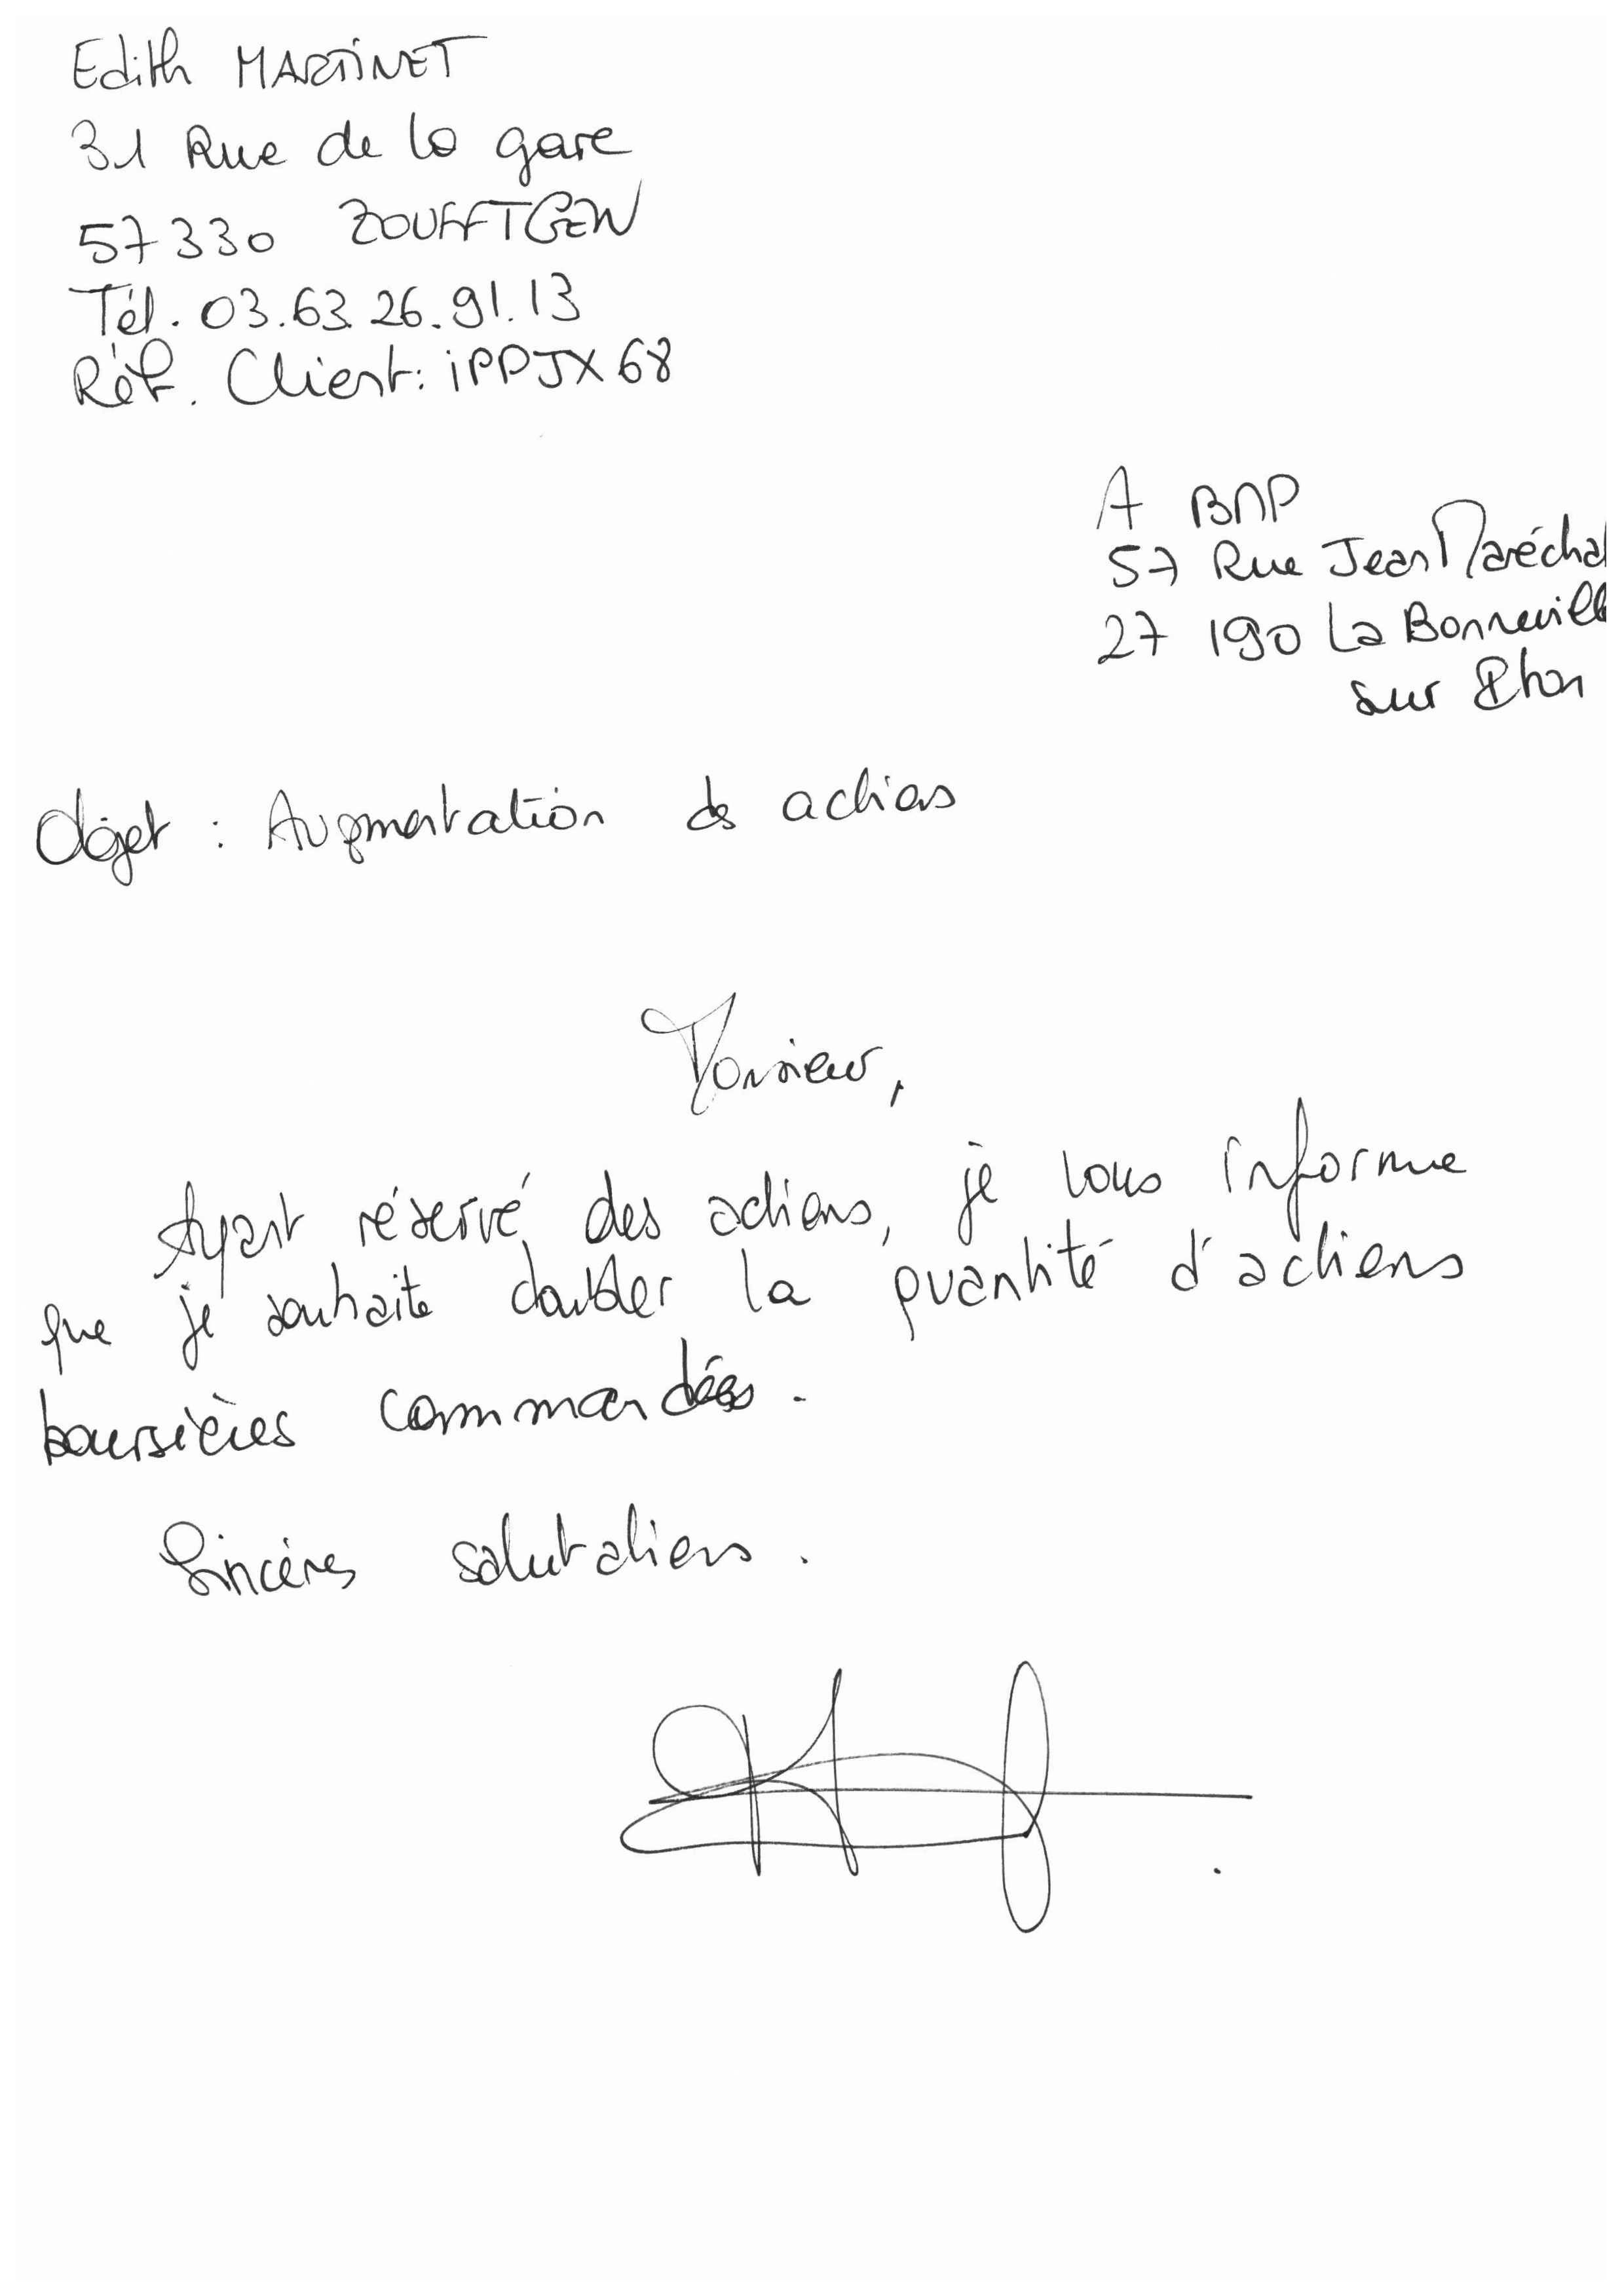 Edith MARTINET
31 Rue de la gare
57330 ZOUFFTGEN
Tél. 03.63.26.91.13
Réf. Client: iPPJX68
A BNP
57 Rue Jean Maréchal
27 190 La Bonneville
sur Iton
Objet : Augmentation des actions
Monsieur,
Ayant réservé des actions, je vous informe
que je souhaite doubler la quantité d'actions
boursières commandées.
Sincères salutations.